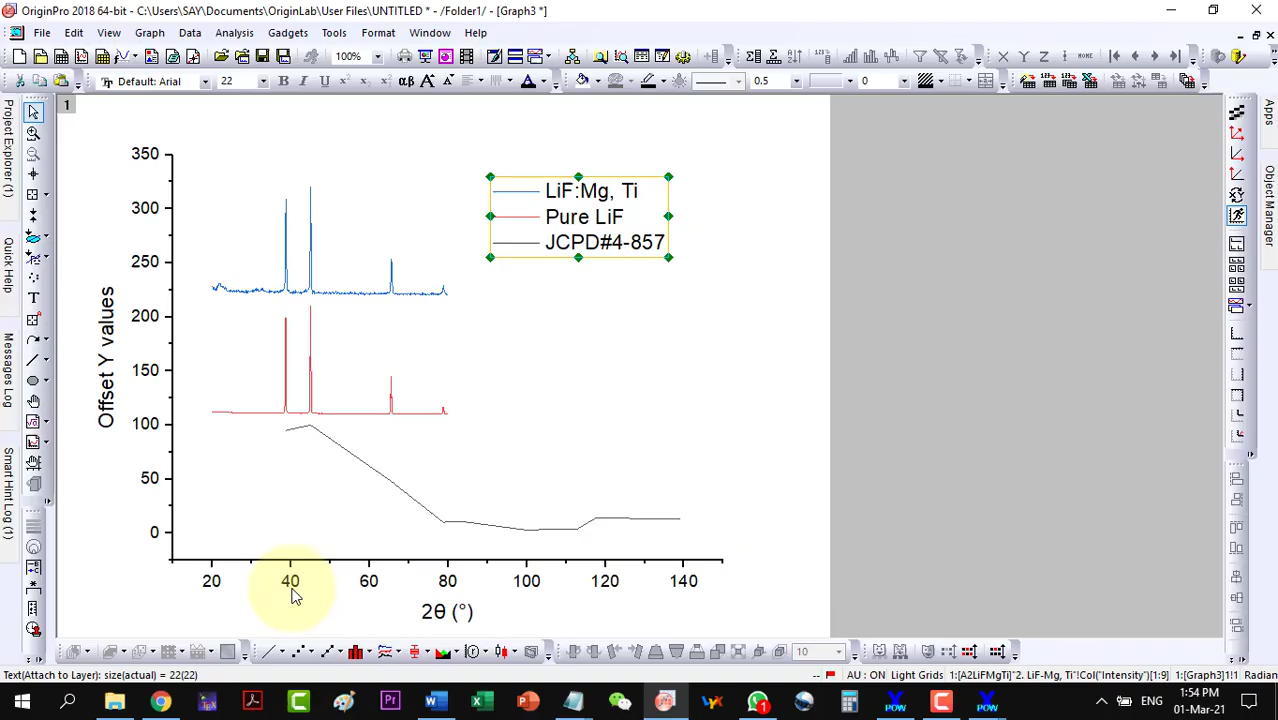 OriginPro 2018 64-bit - C:\Users\SAY\Documents\OriginLab\User Files\UNTITLED * - /Folder1/ - [Graph3 *]
File Edit View Graph Data Analysis Gadgets Tools Format Window Help
100%
Default: Arial 22 B I U αβ A A A 0.5 0
Project Explorer (1)
Quick Help
Messages Log
Smart Hint Log (1)
Apps
Object Manager
1
350
300
250
200
150
100
50
0
Offset Y values
LiF:Mg, Ti
Pure LiF
JCPD#4-857
20 40 60 80 100 120 140
2θ (°)
10
Text(Attach to Layer): size(actual) = 22(22)
AU : ON Light Grids 1:[A2LiFMgTi]"2. LiF-Mg, Ti"!Col("Intensity")[1:9] 1:[Graph3]1!1 Radian
1:54 PM
01-Mar-21